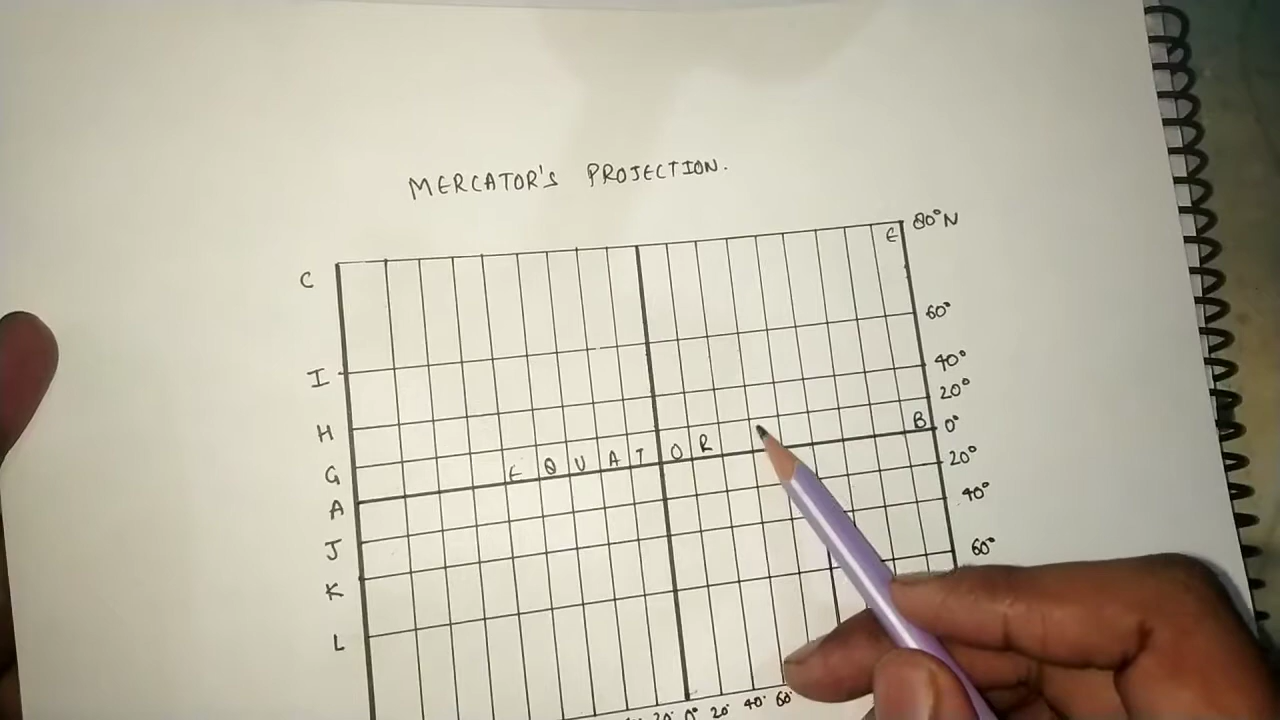 MERCATOR'S PROJECTION.
C
E 80°N
60°
I
40°
20°
H
B 0°
G
EQUATOR
20°
A
40°
J
60°
K
L
20° 0° 20° 40° 60°